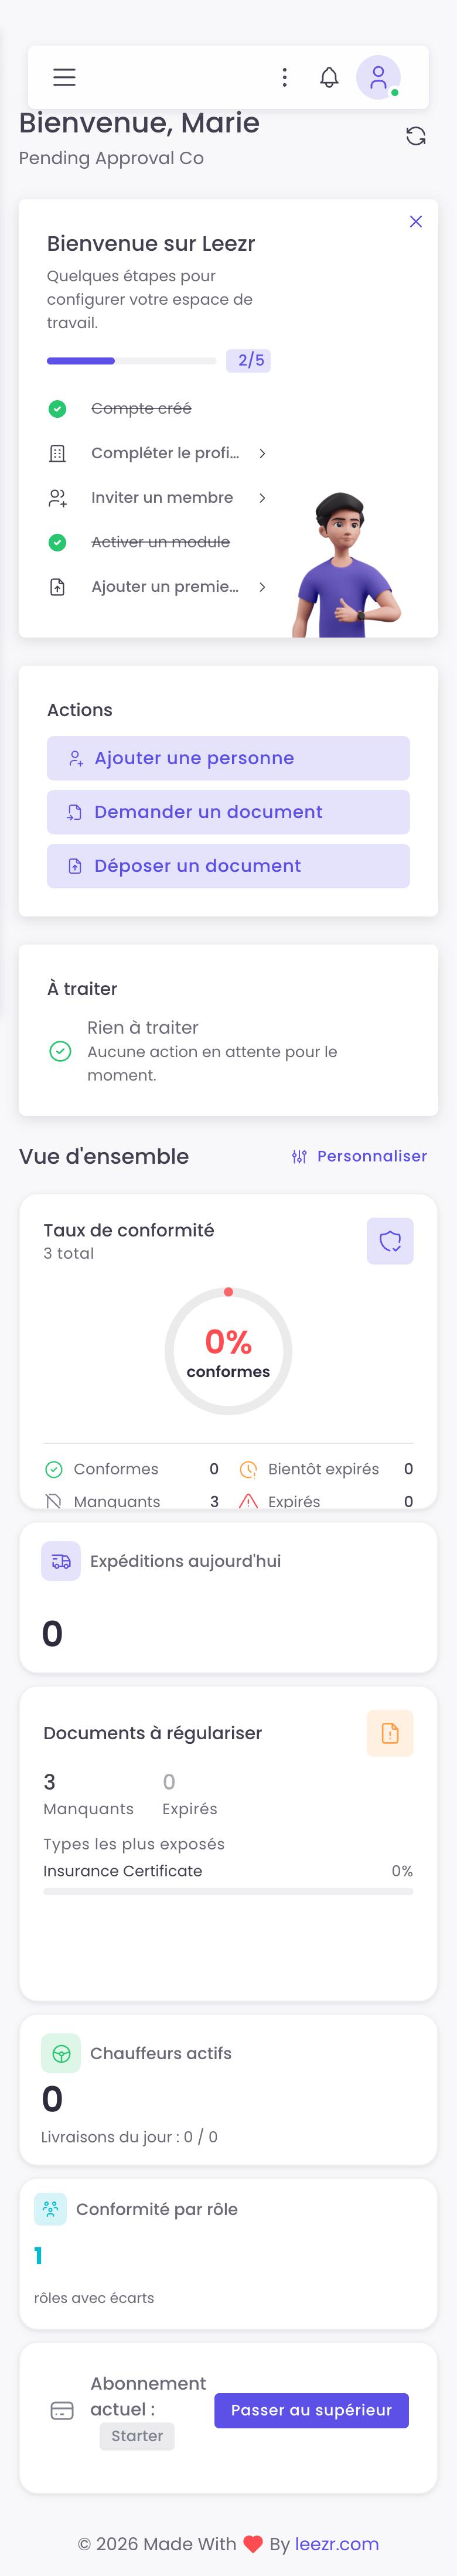 Bienvenue, Marie
Pending Approval Co
Bienvenue sur Leezr
Quelques étapes pour
configurer votre espace de
travail.
2/5
Compte créé
Compléter le profi...
Inviter un membre
Activer un module
Ajouter un premie...
Actions
Ajouter une personne
Demander un document
Déposer un document
À traiter
Rien à traiter
Aucune action en attente pour le
moment.
Vue d'ensemble
Personnaliser
Taux de conformité
3 total
0%
conformes
Conformes 0 Bientôt expirés 0
Manquants 3 Expirés 0
Expéditions aujourd'hui
0
Documents à régulariser
3 0
Manquants Expirés
Types les plus exposés
Insurance Certificate 0%
Chauffeurs actifs
0
Livraisons du jour : 0 / 0
Conformité par rôle
1
rôles avec écarts
Abonnement
actuel :
Starter
Passer au supérieur
© 2026 Made With By leezr.com